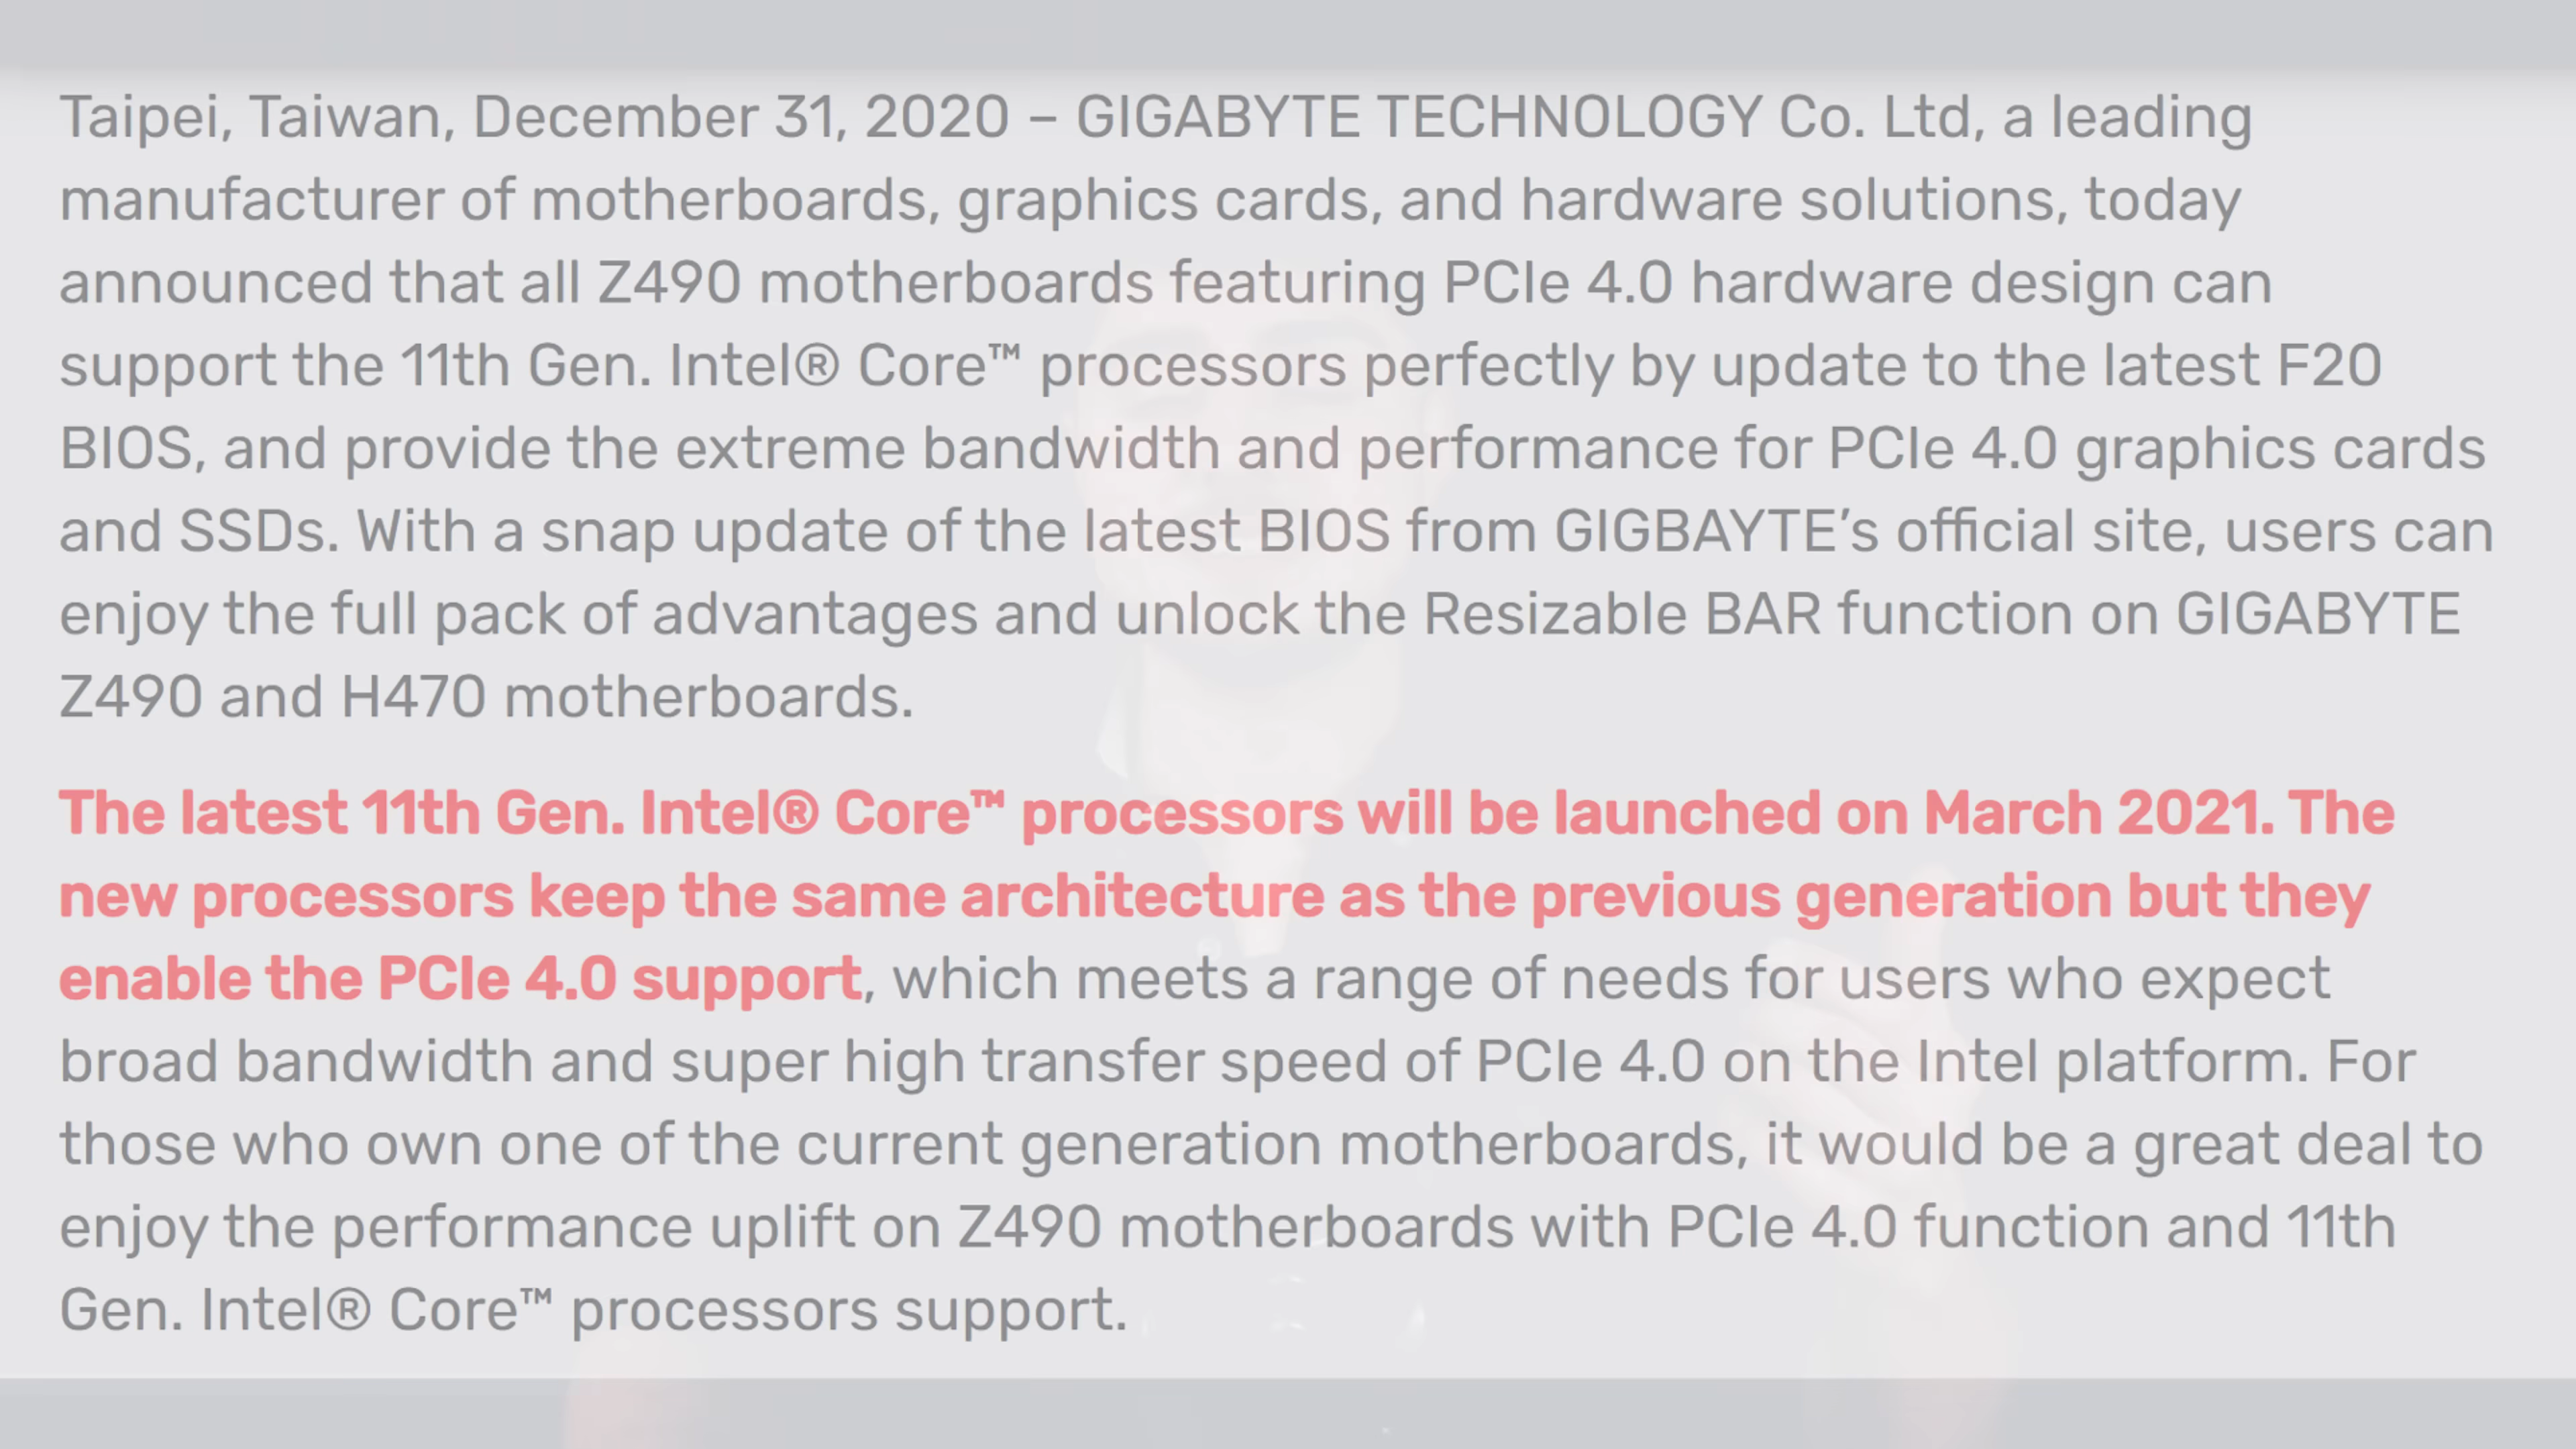 Taipei, Taiwan, December 31, 2020 – GIGABYTE TECHNOLOGY Co. Ltd, a leading
manufacturer of motherboards, graphics cards, and hardware solutions, today
announced that all Z490 motherboards featuring PCIe 4.0 hardware design can
support the 11th Gen. Intel® Core™ processors perfectly by update to the latest F20
BIOS, and provide the extreme bandwidth and performance for PCIe 4.0 graphics cards
and SSDs. With a snap update of the latest BIOS from GIGBAYTE’s official site, users can
enjoy the full pack of advantages and unlock the Resizable BAR function on GIGABYTE
Z490 and H470 motherboards.
The latest 11th Gen. Intel® Core™ processors will be launched on March 2021. The
new processors keep the same architecture as the previous generation but they
enable the PCIe 4.0 support, which meets a range of needs for users who expect
broad bandwidth and super high transfer speed of PCIe 4.0 on the Intel platform. For
those who own one of the current generation motherboards, it would be a great deal to
enjoy the performance uplift on Z490 motherboards with PCIe 4.0 function and 11th
Gen. Intel® Core™ processors support.